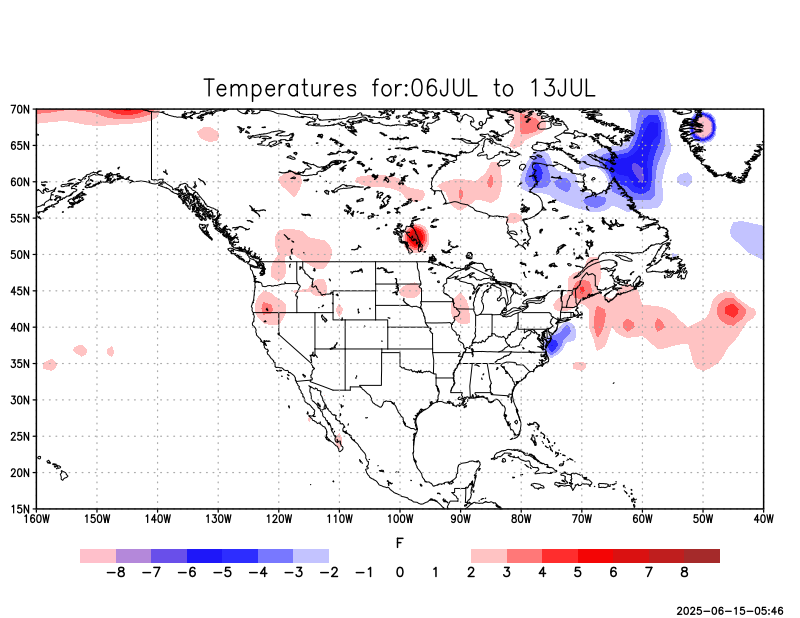 Temperatures for:06JUL to 13JUL
70N
65N
60N
55N
50N
45N
40N
35N
30N
25N
20N
15N
160W 150W 140W 130W 120W 110W 100W 90W 80W 70W 60W 50W 40W
F
−8 −7 −6 −5 −4 −3 −2 −1 0 1 2 3 4 5 6 7 8
2025-06-15-05:46